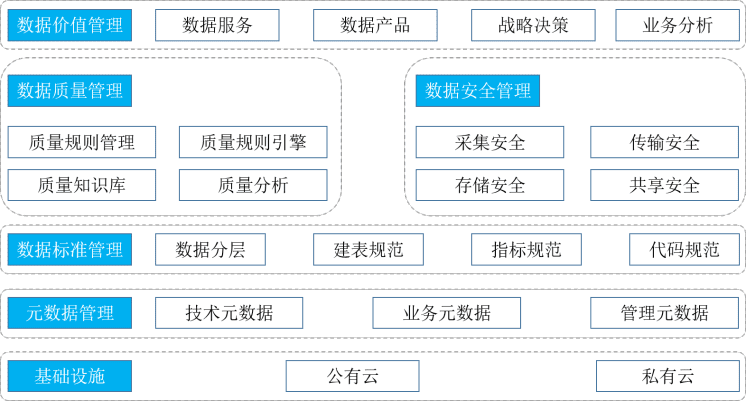 数据价值管理 数据服务 数据产品 战略决策 业务分析
数据质量管理
质量规则管理 质量规则引擎
质量知识库 质量分析
数据安全管理
采集安全 传输安全
存储安全 共享安全
数据标准管理 数据分层 建表规范 指标规范 代码规范
元数据管理 技术元数据 业务元数据 管理元数据
基础设施 公有云 私有云